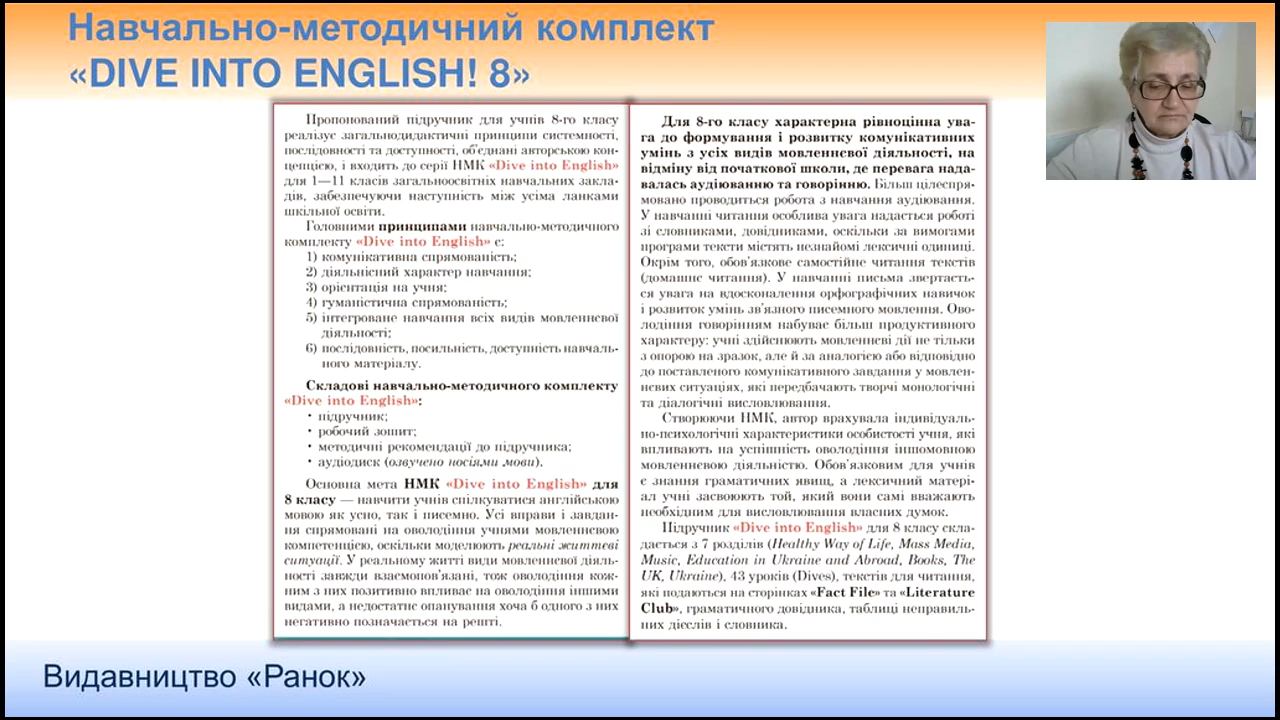 Навчально-методичний комплект
«DIVE INTO ENGLISH! 8»
Пропонований підручник для учнів 8-го класу
реалізує загальнодидактичні принципи системності,
послідовності та доступності, об'єднані авторською кон-
цепцією, і входить до серії НМК «Dive into English»
для 1—11 класів загальноосвітніх навчальних закла-
дів, забезпечуючи наступність між усіма ланками
шкільної освіти.
Головними принципами навчально-методичного
комплекту «Dive into English» є:
1) комунікативна спрямованість;
2) діяльнісний характер навчання;
3) орієнтація на учня;
4) гуманістична спрямованість;
5) інтегроване навчання всіх видів мовленнєвої
діяльності;
6) послідовність, посильність, доступність навчаль-
ного матеріалу.
Складові навчально-методичного комплекту
«Dive into English»:
• підручник;
• робочий зошит;
• методичні рекомендації до підручника;
• аудіодиск (озвучено носіями мови).
Основна мета НМК «Dive into English» для
8 класу — навчити учнів спілкуватися англійською
мовою як усно, так і писемно. Усі вправи і завдан-
ня спрямовані на оволодіння учнями мовленнєвою
компетенцією, оскільки моделюють реальні життєві
ситуації. У реальному житті види мовленнєвої діяль-
ності завжди взаємопов'язані, тож оволодіння кож-
ним з них позитивно впливає на оволодіння іншими
видами, а недостатнє опанування хоча б одного з них
негативно позначається на решті.
Для 8-го класу характерна рівноцінна ува-
га до формування і розвитку комунікативних
умінь з усіх видів мовленнєвої діяльності, на
відміну від початкової школи, де перевага нада-
валась аудіюванню та говорінню. Більш цілеспря-
мовано проводиться робота з навчання аудіювання.
У навчанні читання особлива увага надається роботі
зі словниками, довідниками, оскільки за вимогами
програми тексти містять незнайомі лексичні одиниці.
Окрім того, обов'язкове самостійне читання текстів
(домашнє читання). У навчанні письма звертаєть-
ся увага на вдосконалення орфографічних навичок
і розвиток умінь зв'язного писемного мовлення. Ово-
лодіння говорінням набуває більш продуктивного
характеру: учні здійснюють мовленнєві дії не тільки
з опорою на зразок, але й за аналогією або відповідно
до поставленого комунікативного завдання у мовлен-
нєвих ситуаціях, які передбачають творчі монологічні
та діалогічні висловлювання.
Створюючи НМК, автор врахувала індивідуаль-
но-психологічні характеристики особистості учня, які
впливають на успішність оволодіння іншомовною
мовленнєвою діяльністю. Обов'язковим для учнів
є знання граматичних явищ, а лексичний матері-
ал учні засвоюють той, який вони самі вважають
необхідним для висловлювання власних думок.
Підручник «Dive into English» для 8 класу скла-
дається з 7 розділів (Healthy Way of Life, Mass Media,
Music, Education in Ukraine and Abroad, Books, The
UK, Ukraine), 43 уроків (Dives), текстів для читання,
які подаються на сторінках «Fact File» та «Literature
Club», граматичного довідника, таблиці неправиль-
них дієслів і словника.
Видавництво «Ранок»